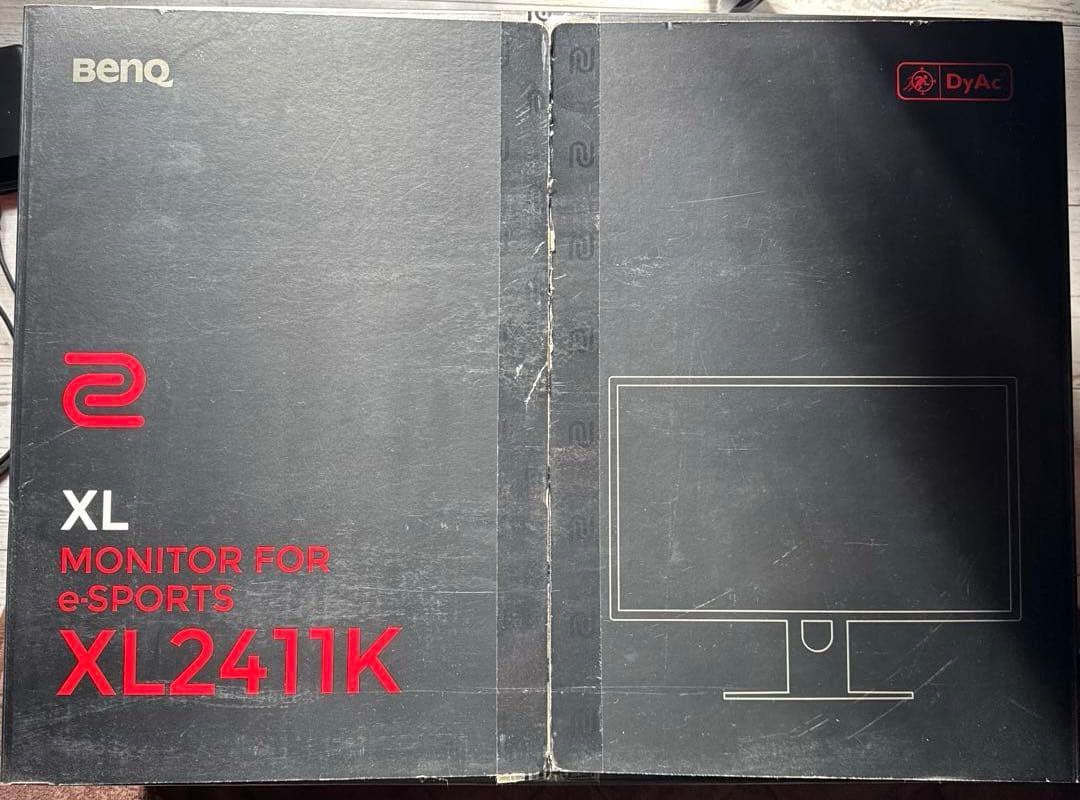 BenQ
DyAc
XL
MONITOR FOR
e-SPORTS
XL2411K